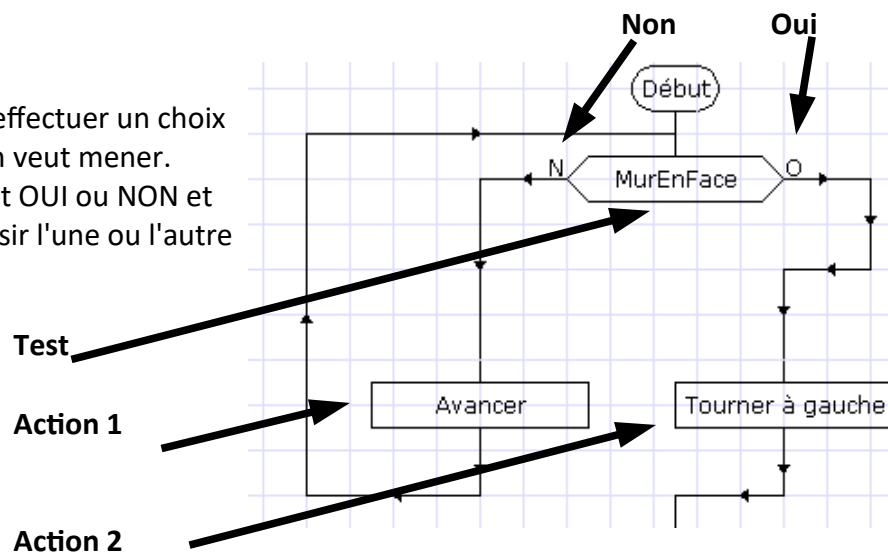 Non Oui
Début
effectuer un choix
n veut mener.
t OUI ou NON et
sir l'une ou l'autre
N MurEnFace O
Test
Action 1
Avancer Tourner à gauche
Action 2